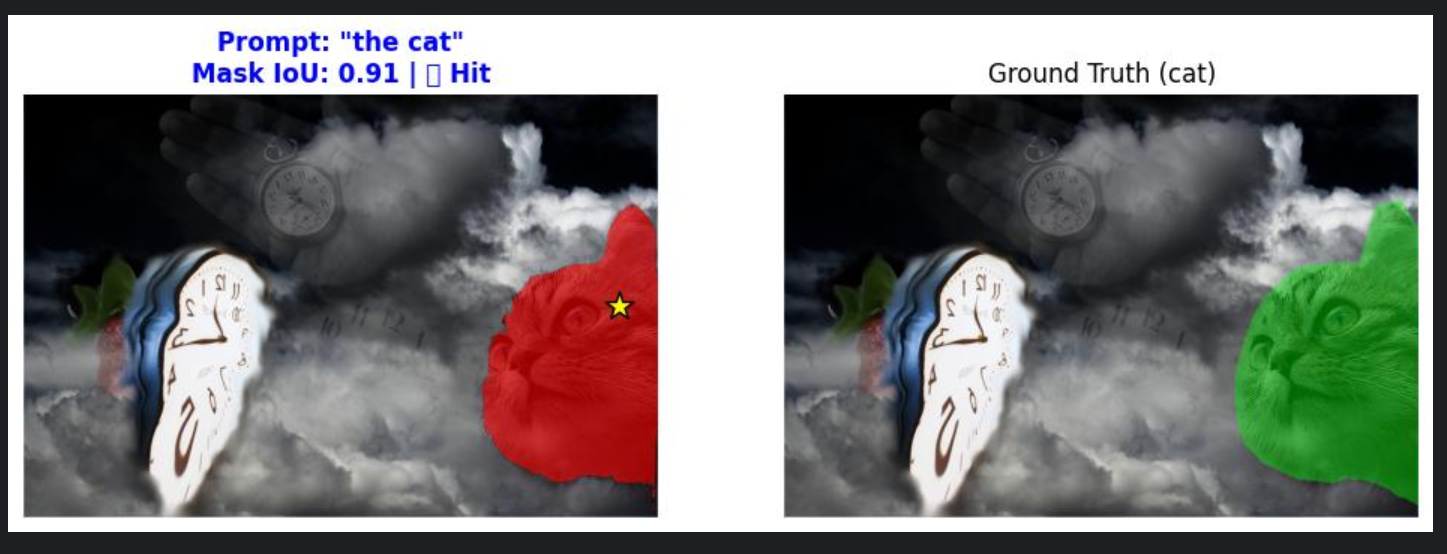 Prompt: "the cat"
Mask IoU: 0.91 | ▯ Hit
Ground Truth (cat)